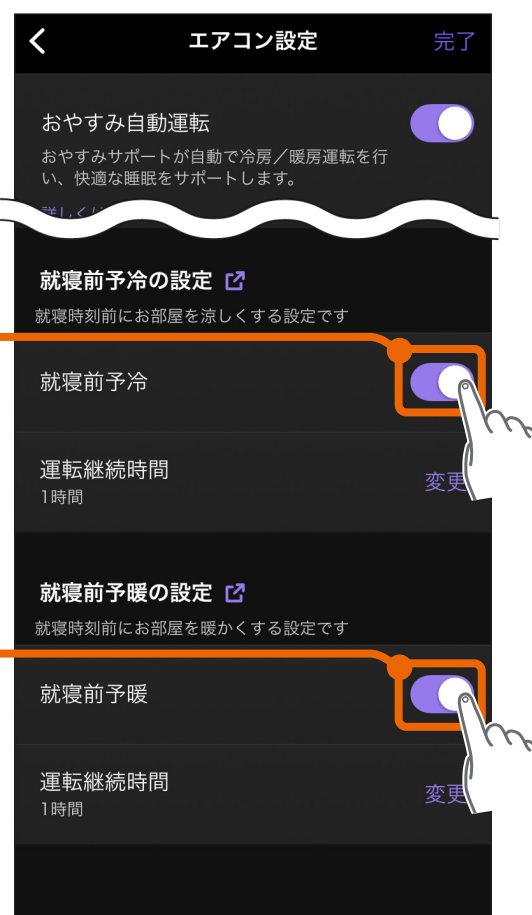 エアコン設定
完了
おやすみ自動運転
おやすみサポートが自動で冷房／暖房運転を行
い、快適な睡眠をサポートします。
就寝前予冷の設定
就寝時刻前にお部屋を涼しくする設定です
就寝前予冷
運転継続時間
変更
1時間
就寝前予暖の設定
就寝時刻前にお部屋を暖かくする設定です
就寝前予暖
運転継続時間
変更
1時間